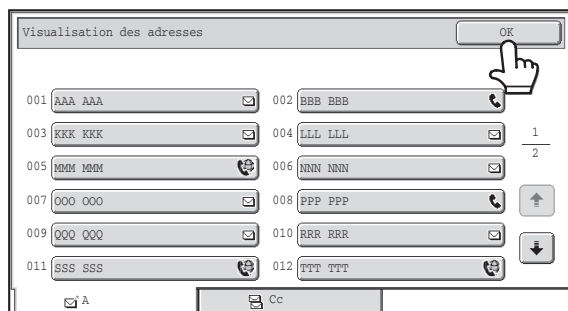 Visualisation des adresses OK
001 AAA AAA 002 BBB BBB
003 KKK KKK 004 LLL LLL 1
005 MMM MMM 006 NNN NNN 2
007 OOO OOO 008 PPP PPP
009 QQQ QQQ 010 RRR RRR
011 SSS SSS 012 TTT TTT
A Cc